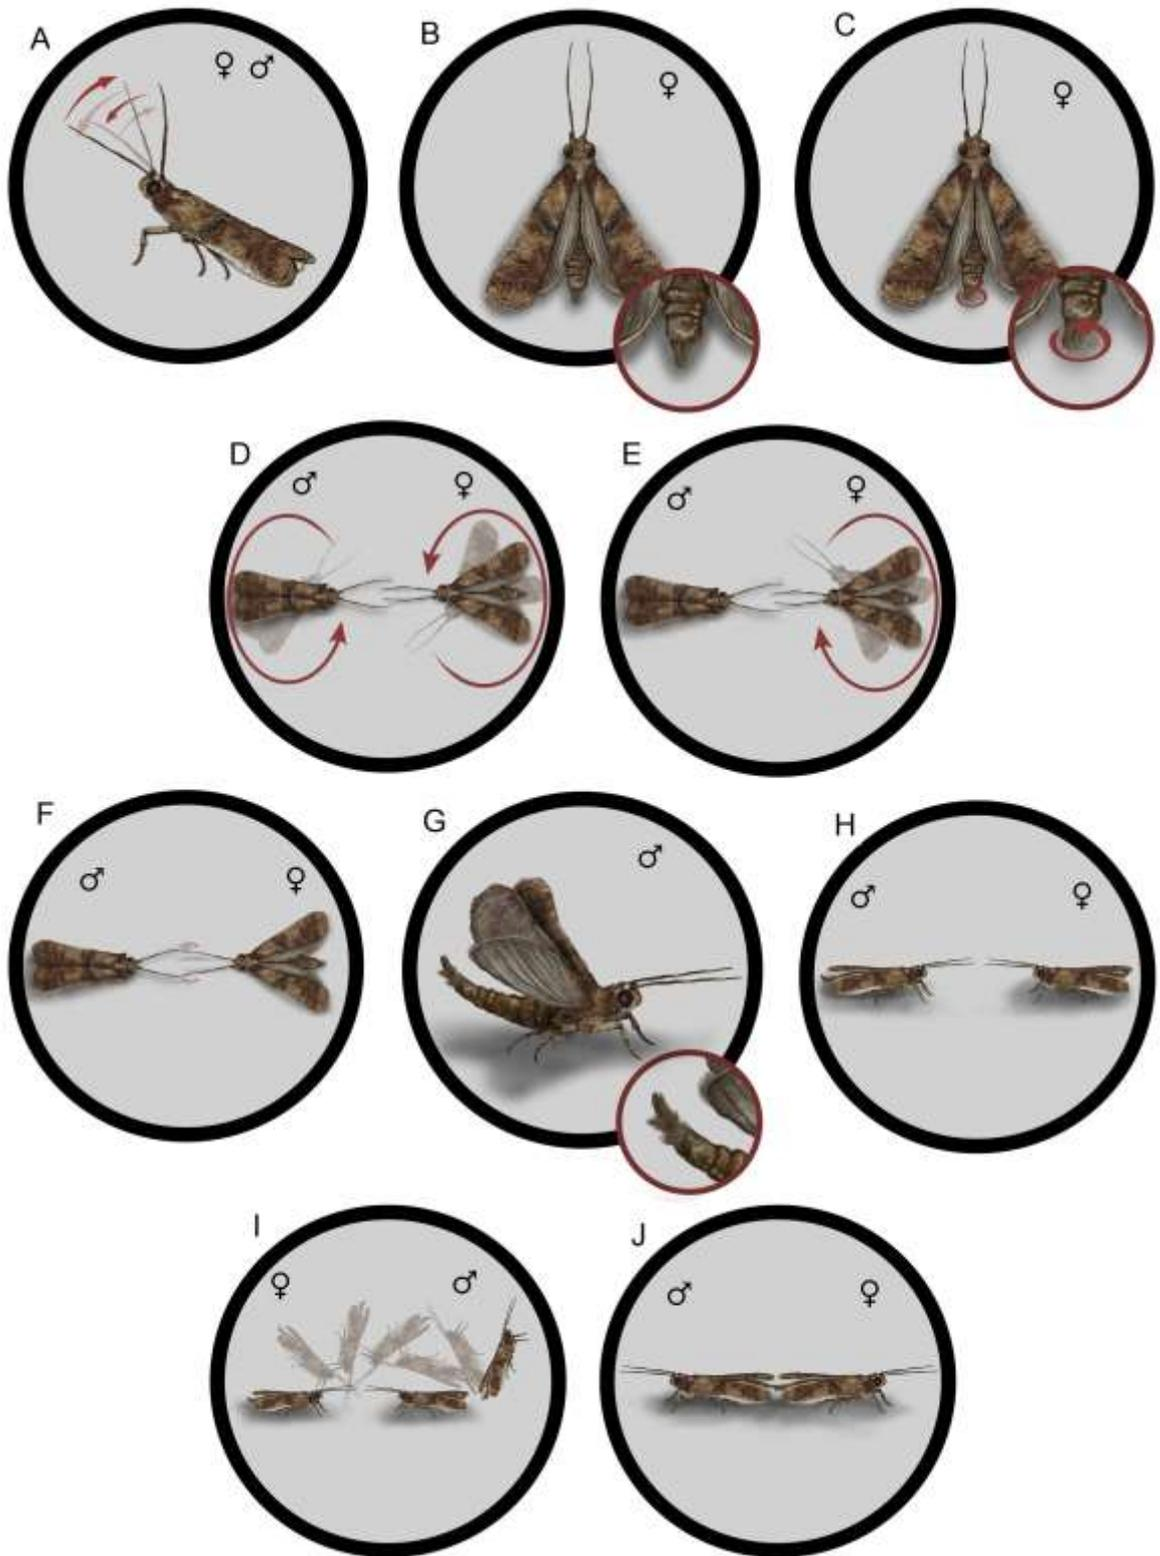 A ♀ ♂
B ♀
C ♀
D ♂ ♀
E ♂ ♀
F ♂ ♀
G ♂
H ♂ ♀
I ♀ ♂
J ♂ ♀